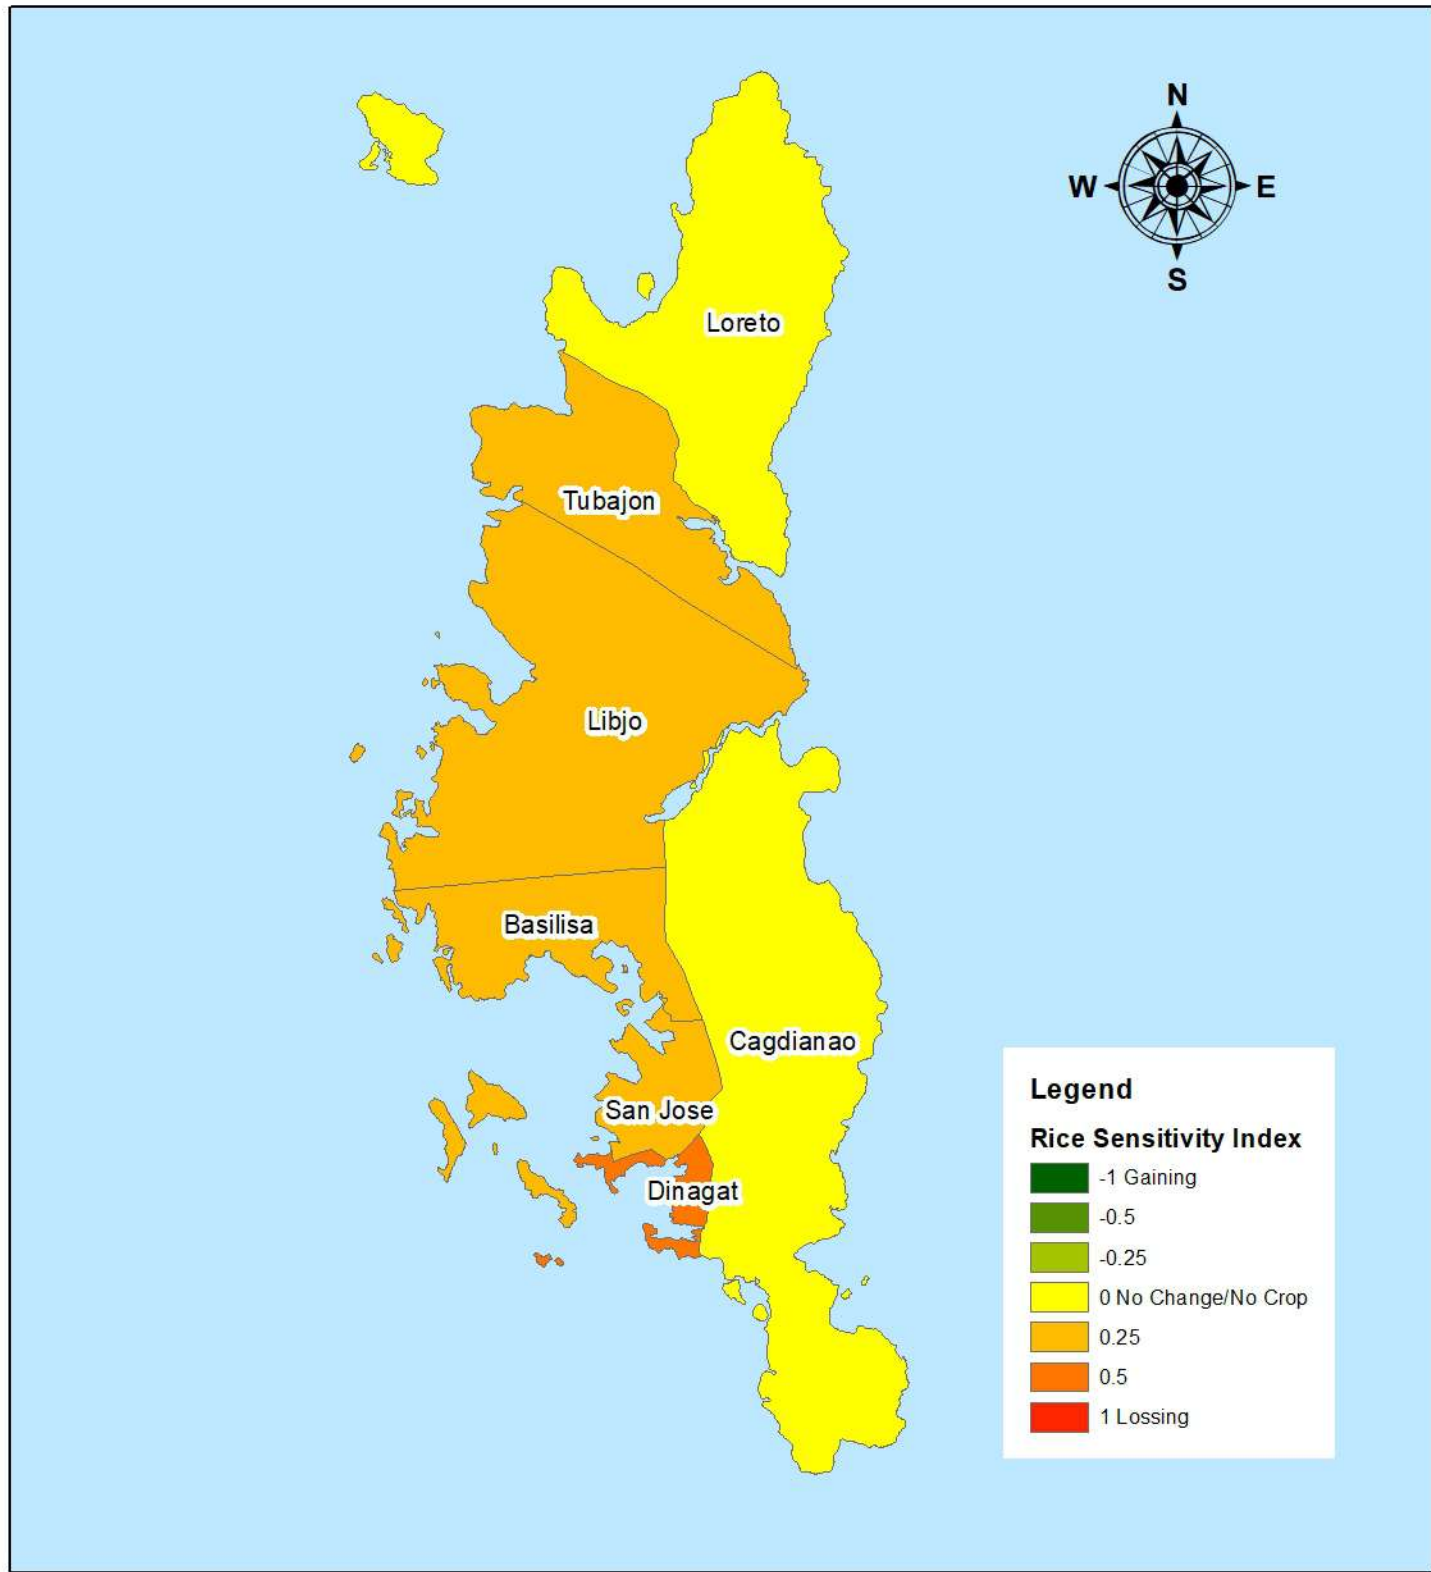 N
W E
S
Loreto
Tubajon
Libjo
Basilisa
Cagdianao
San Jose
Dinagat
Legend
Rice Sensitivity Index
-1 Gaining
-0.5
-0.25
0 No Change/No Crop
0.25
0.5
1 Lossing